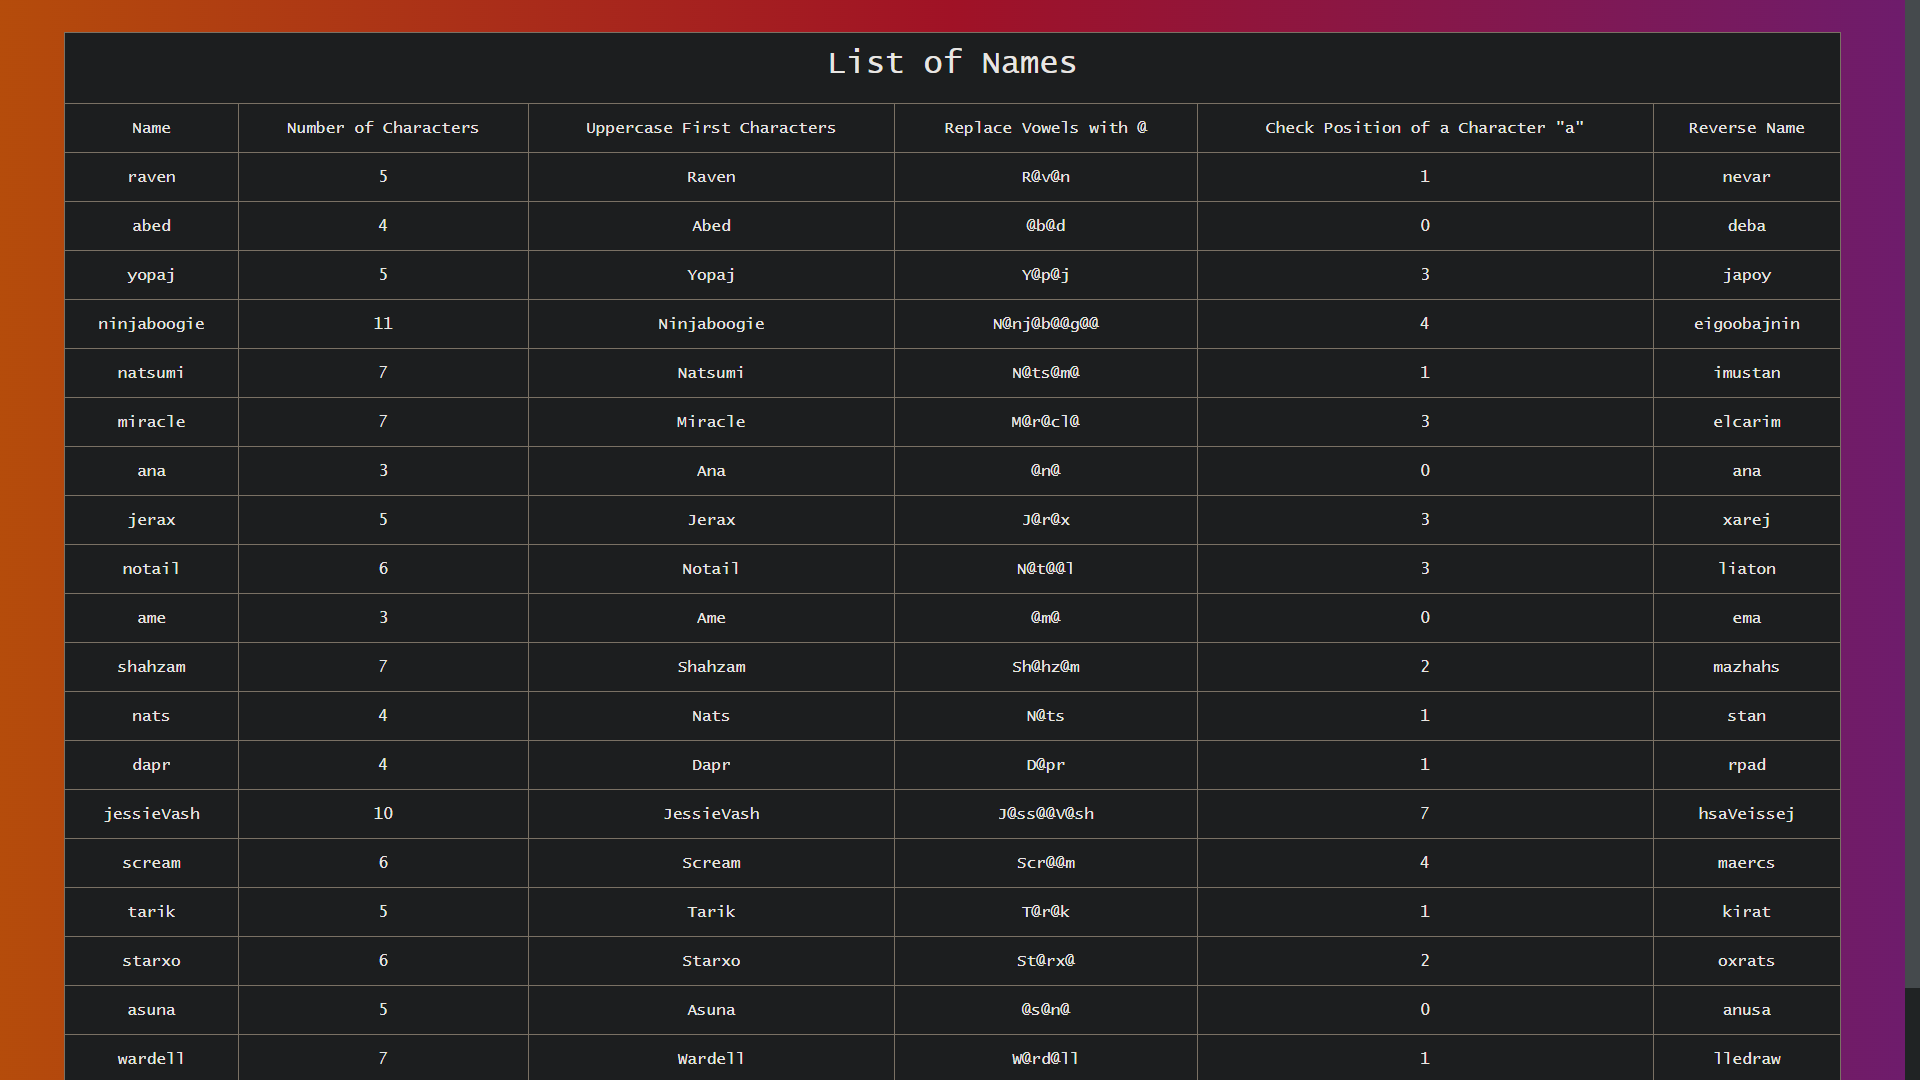 List of Names
Name Number of Characters Uppercase First Characters Replace Vowels with @ Check Position of a Character "a" Reverse Name
raven 5 Raven R@v@n 1 nevar
abed 4 Abed @b@d 0 deba
yopaj 5 Yopaj Y@p@j 3 japoy
ninjaboogie 11 Ninjaboogie N@nj@b@@g@@ 4 eigoobajnin
natsumi 7 Natsumi N@ts@m@ 1 imustan
miracle 7 Miracle M@r@cl@ 3 elcarim
ana 3 Ana @n@ 0 ana
jerax 5 Jerax J@r@x 3 xarej
notail 6 Notail N@t@@l 3 liaton
ame 3 Ame @m@ 0 ema
shahzam 7 Shahzam Sh@hz@m 2 mazhahs
nats 4 Nats N@ts 1 stan
dapr 4 Dapr D@pr 1 rpad
jessieVash 10 JessieVash J@ss@@V@sh 7 hsaVeissej
scream 6 Scream Scr@@m 4 maercs
tarik 5 Tarik T@r@k 1 kirat
starxo 6 Starxo St@rx@ 2 oxrats
asuna 5 Asuna @s@n@ 0 anusa
wardell 7 Wardell W@rd@ll 1 lledraw